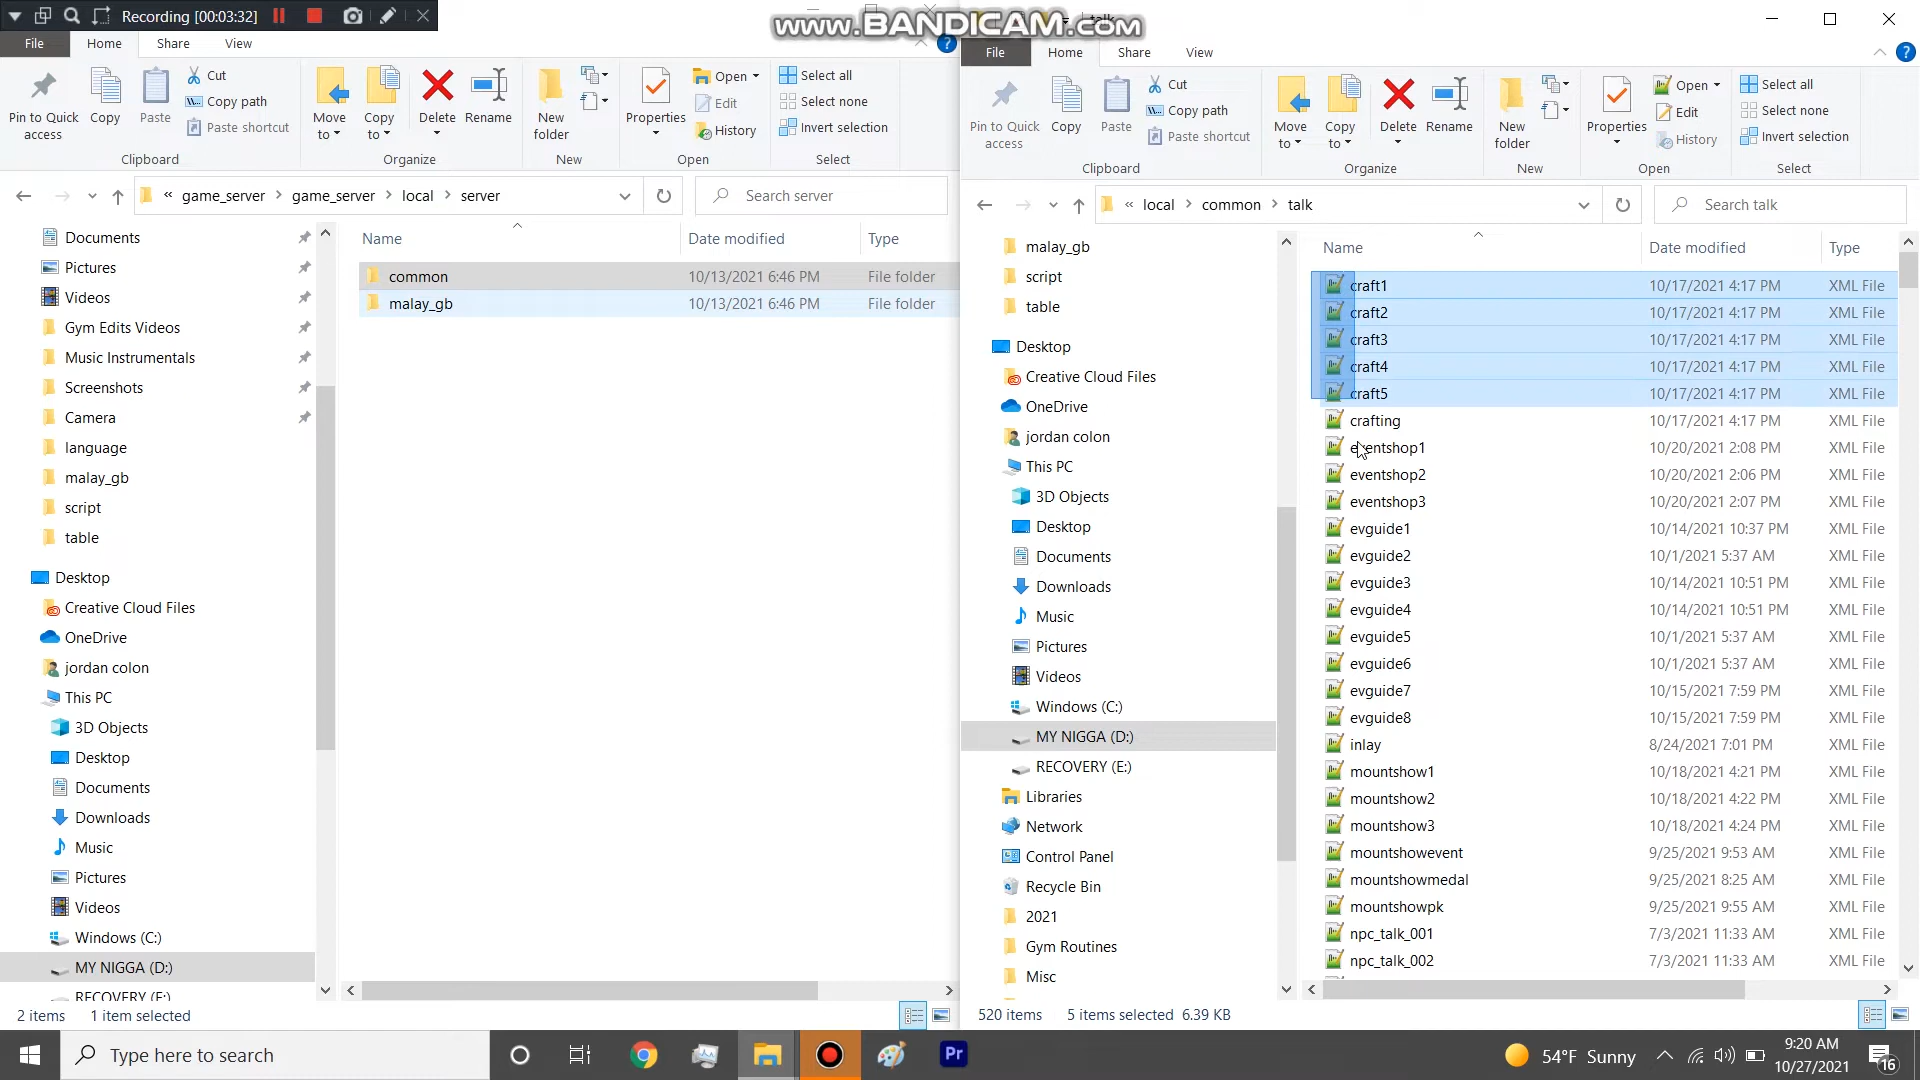 Recording [00:03:32]
www.BANDICAM.com
File Home Share View
Pin to Quick access
Copy
Paste
Cut
Copy path
Paste shortcut
Clipboard
Move to
Copy to
Delete
Rename
Organize
New folder
New
Properties
Open
Edit
History
Open
Select all
Select none
Invert selection
Select
« game_server > game_server > local > server
Search server
Documents
Pictures
Videos
Gym Edits Videos
Music Instrumentals
Screenshots
Camera
language
malay_gb
script
table
Desktop
Creative Cloud Files
OneDrive
jordan colon
This PC
3D Objects
Desktop
Documents
Downloads
Music
Pictures
Videos
Windows (C:)
MY NIGGA (D:)
RECOVERY (E:)
Name Date modified Type
common 10/13/2021 6:46 PM File folder
malay_gb 10/13/2021 6:46 PM File folder
2 items 1 item selected
talk
File Home Share View
Pin to Quick access
Copy
Paste
Cut
Copy path
Paste shortcut
Clipboard
Move to
Copy to
Delete
Rename
Organize
New folder
New
Properties
Open
Edit
History
Open
Select all
Select none
Invert selection
Select
« local > common > talk
Search talk
malay_gb
script
table
Desktop
Creative Cloud Files
OneDrive
jordan colon
This PC
3D Objects
Desktop
Documents
Downloads
Music
Pictures
Videos
Windows (C:)
MY NIGGA (D:)
RECOVERY (E:)
Libraries
Network
Control Panel
Recycle Bin
2021
Gym Routines
Misc
Name Date modified Type
craft1 10/17/2021 4:17 PM XML File
craft2 10/17/2021 4:17 PM XML File
craft3 10/17/2021 4:17 PM XML File
craft4 10/17/2021 4:17 PM XML File
craft5 10/17/2021 4:17 PM XML File
crafting 10/17/2021 4:17 PM XML File
eventshop1 10/20/2021 2:08 PM XML File
eventshop2 10/20/2021 2:06 PM XML File
eventshop3 10/20/2021 2:07 PM XML File
evguide1 10/14/2021 10:37 PM XML File
evguide2 10/1/2021 5:37 AM XML File
evguide3 10/14/2021 10:51 PM XML File
evguide4 10/14/2021 10:51 PM XML File
evguide5 10/1/2021 5:37 AM XML File
evguide6 10/1/2021 5:37 AM XML File
evguide7 10/15/2021 7:59 PM XML File
evguide8 10/15/2021 7:59 PM XML File
inlay 8/24/2021 7:01 PM XML File
mountshow1 10/18/2021 4:21 PM XML File
mountshow2 10/18/2021 4:22 PM XML File
mountshow3 10/18/2021 4:24 PM XML File
mountshowevent 9/25/2021 9:53 AM XML File
mountshowmedal 9/25/2021 8:25 AM XML File
mountshowpk 9/25/2021 9:55 AM XML File
npc_talk_001 7/3/2021 11:33 AM XML File
npc_talk_002 7/3/2021 11:33 AM XML File
520 items 5 items selected 6.39 KB
Type here to search
Pr
54°F Sunny
9:20 AM
10/27/2021
16